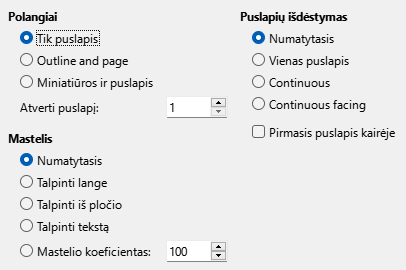 Polangiai
Tik puslapis
Outline and page
Miniatiūros ir puslapis
Atverti puslapį: 1
Mastelis
Numatytasis
Talpinti lange
Talpinti iš pločio
Talpinti tekstą
Mastelio koeficientas: 100
Puslapių išdėstymas
Numatytasis
Vienas puslapis
Continuous
Continuous facing
Pirmasis puslapis kairėje